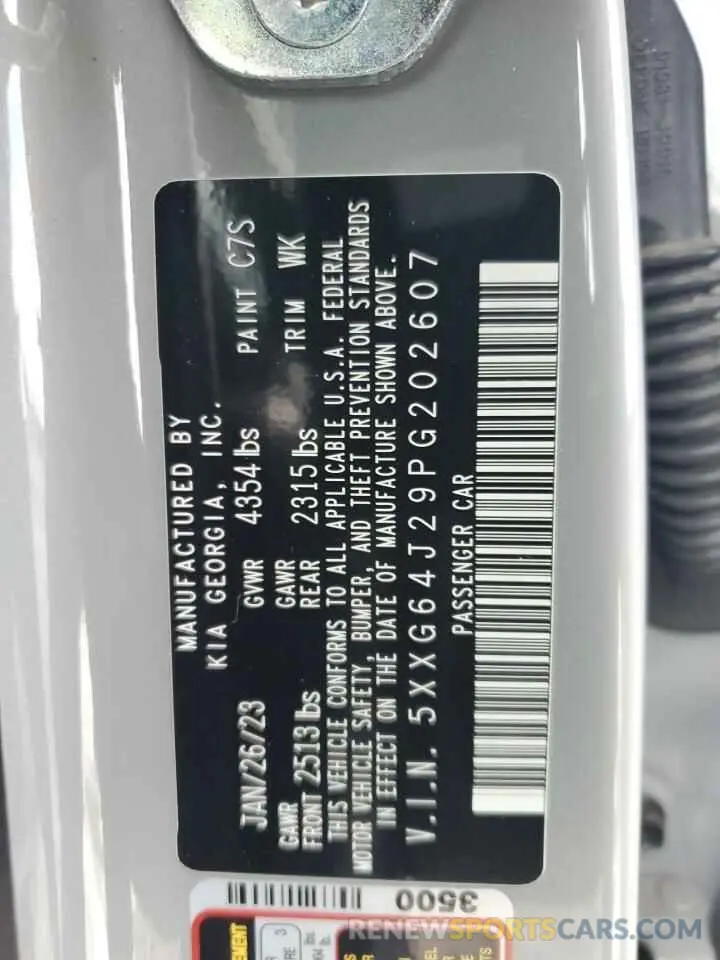 MANUFACTURED BY
KIA GEORGIA, INC.
JAN/26/23 GVWR 4354 lbs PAINT C7S
GAWR FRONT 2513 lbs GAWR REAR 2315 lbs TRIM WK
THIS VEHICLE CONFORMS TO ALL APPLICABLE U.S.A. FEDERAL
MOTOR VEHICLE SAFETY, BUMPER, AND THEFT PREVENTION STANDARDS
IN EFFECT ON THE DATE OF MANUFACTURE SHOWN ABOVE.
V.I.N. 5XXG64J29PG202607
PASSENGER CAR
3500
RENEWSPORTSCARS.COM